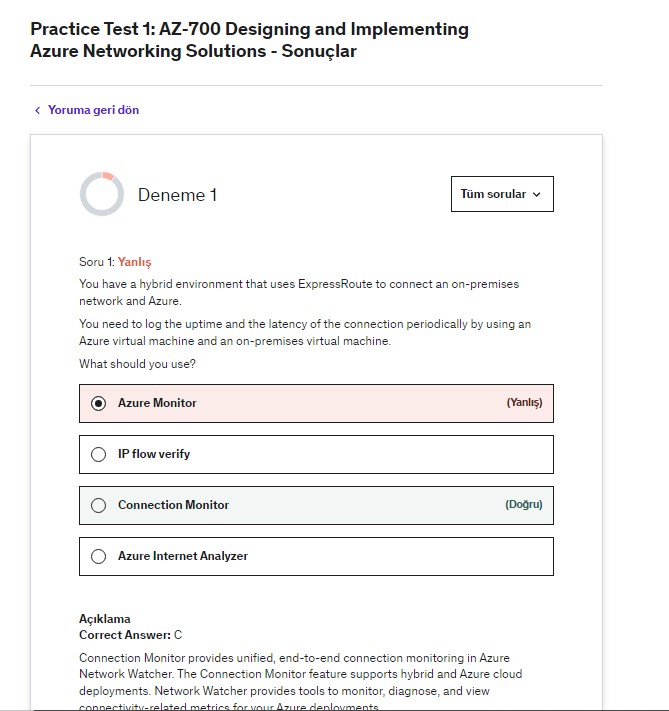 Practice Test 1: AZ-700 Designing and Implementing
Azure Networking Solutions - Sonuçlar
Yoruma geri dön
Deneme 1
Tüm sorular
Soru 1: Yanlış
You have a hybrid environment that uses ExpressRoute to connect an on-premises
network and Azure.
You need to log the uptime and the latency of the connection periodically by using an
Azure virtual machine and an on-premises virtual machine.
What should you use?
Azure Monitor (Yanlış)
IP flow verify
Connection Monitor (Doğru)
Azure Internet Analyzer
Açıklama
Correct Answer: C
Connection Monitor provides unified, end-to-end connection monitoring in Azure
Network Watcher. The Connection Monitor feature supports hybrid and Azure cloud
deployments. Network Watcher provides tools to monitor, diagnose, and view
connectivity-related metrics for your Azure deployments.